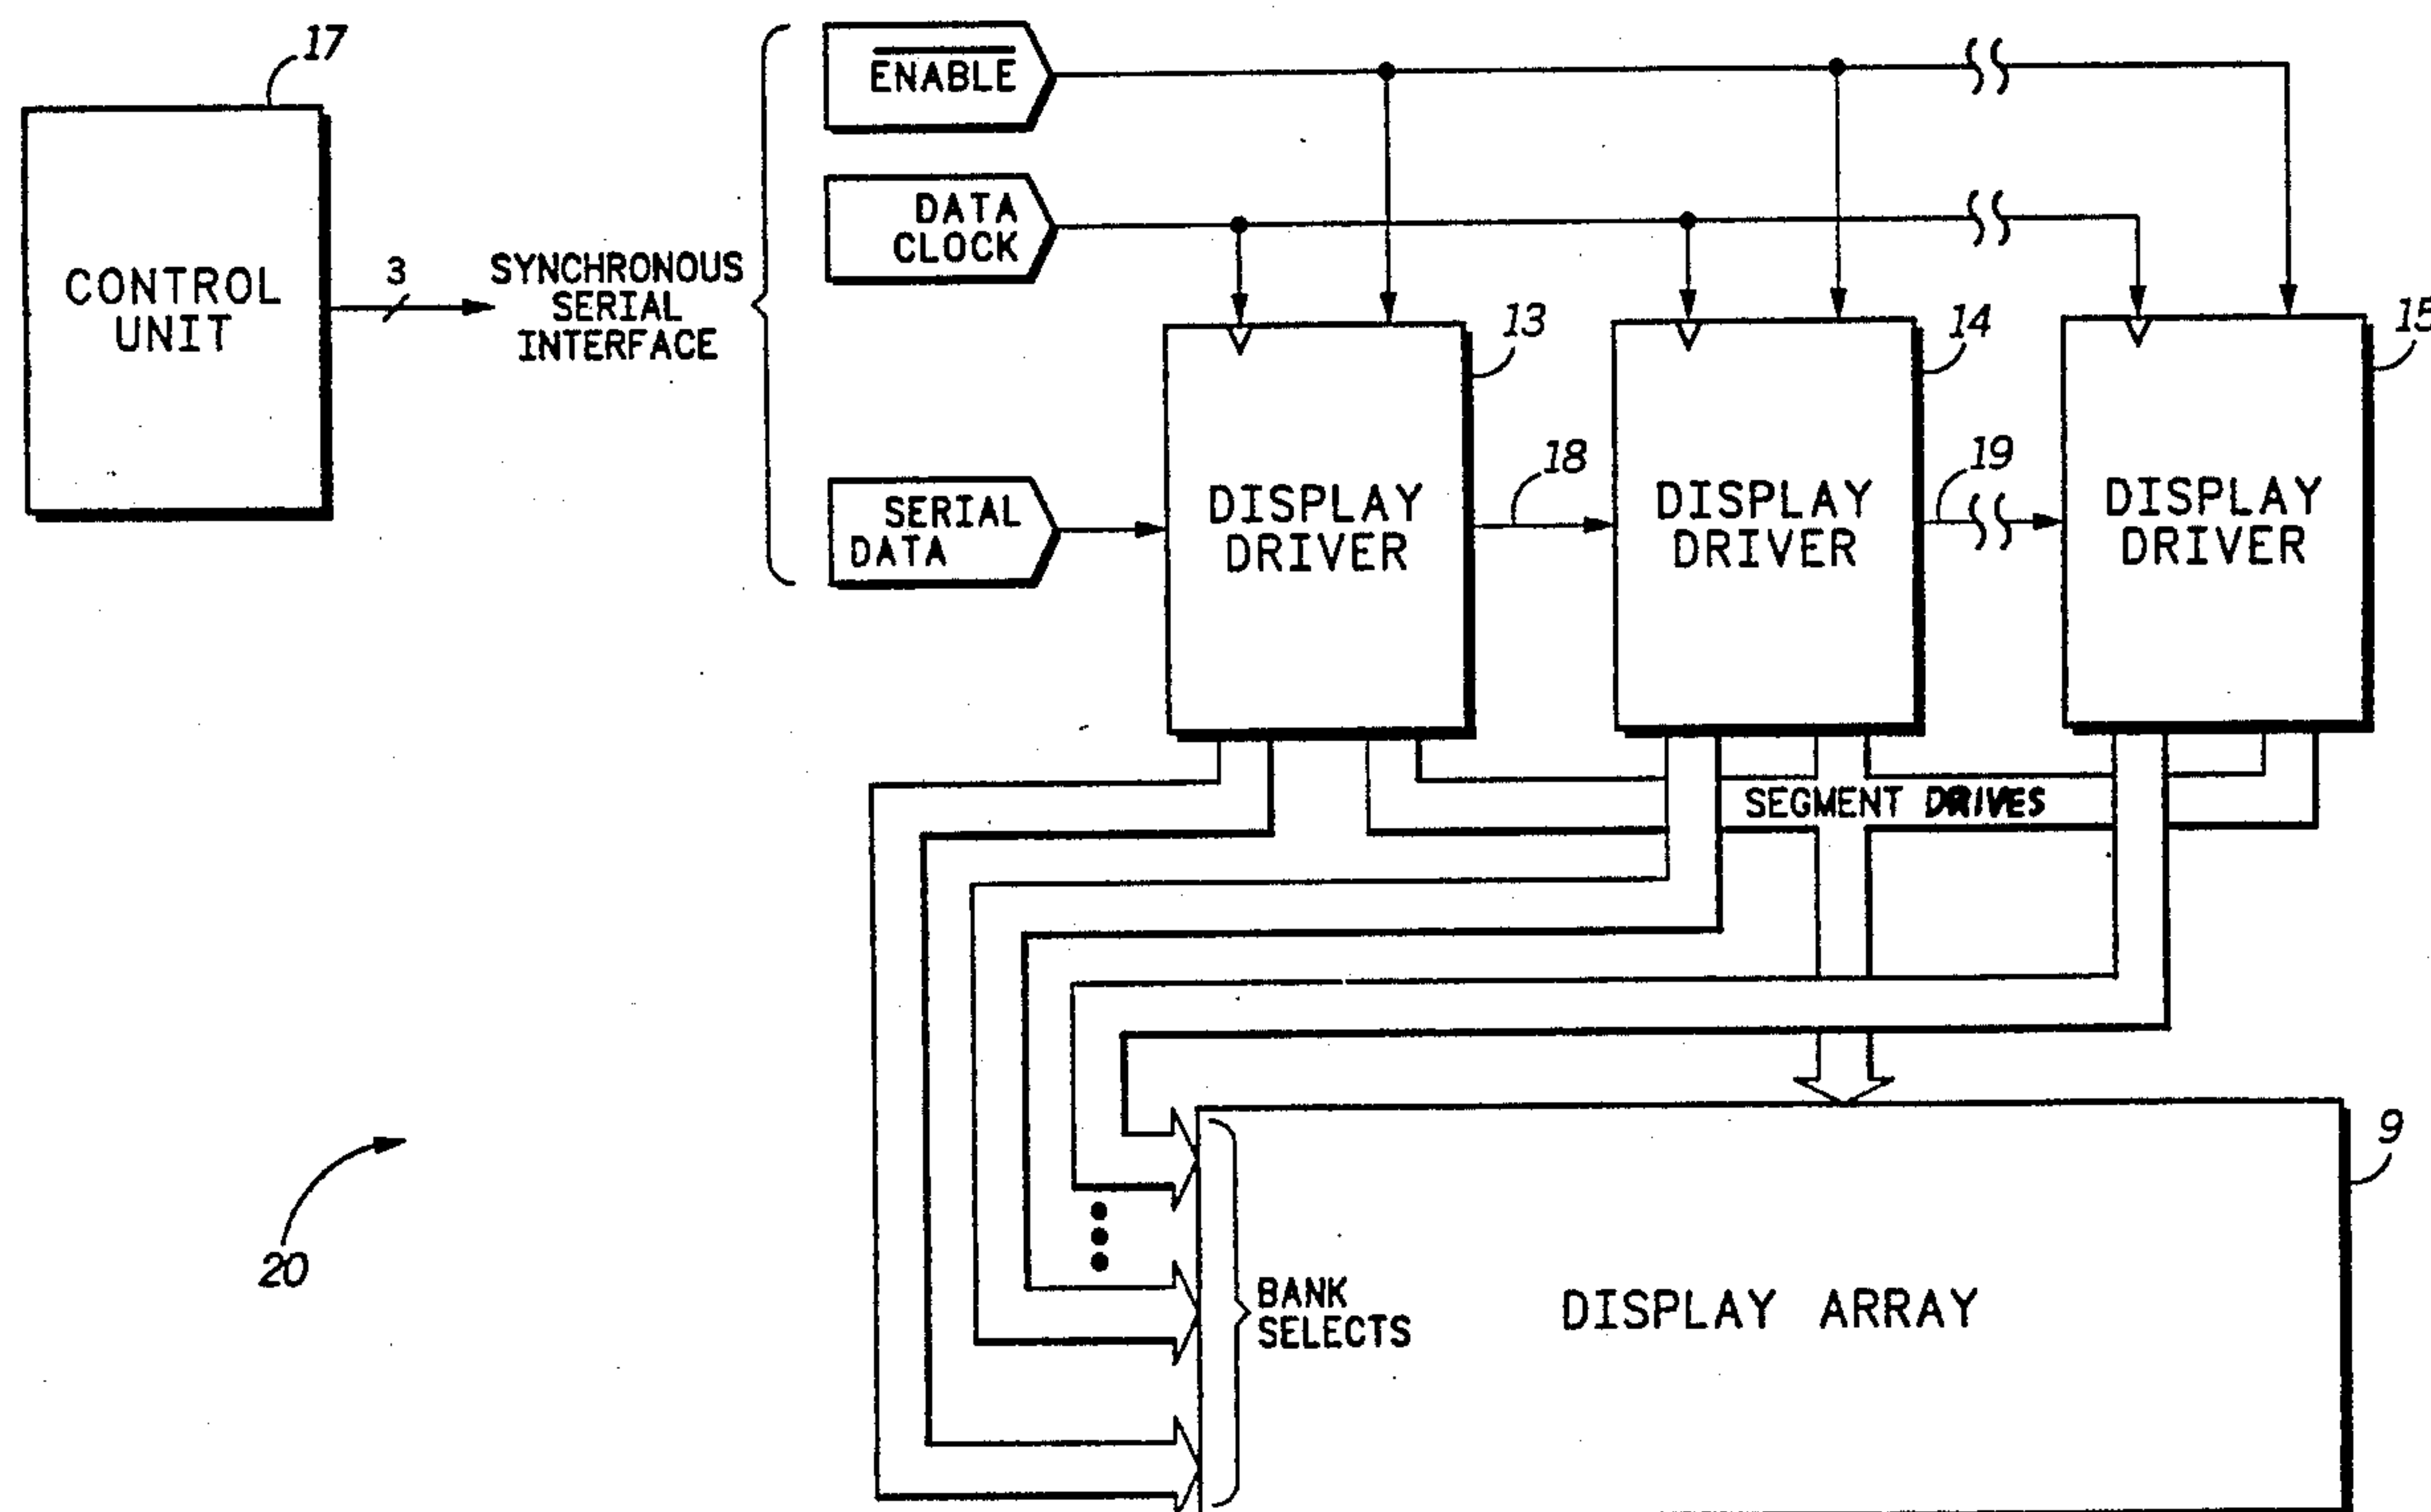 17
ENABLE
DATA
CLOCK
CONTROL
UNIT
3
SYNCHRONOUS
SERIAL
INTERFACE
13
14
15
SERIAL
DATA
DISPLAY
DRIVER
18
DISPLAY
DRIVER
19
DISPLAY
DRIVER
SEGMENT DRIVES
9
20
BANK
SELECTS
DISPLAY ARRAY